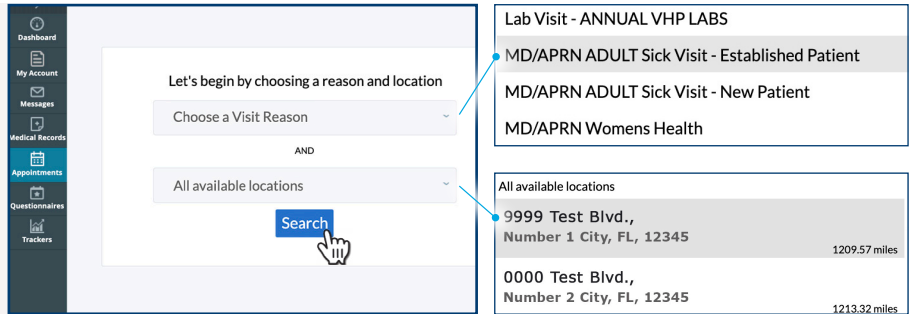 Dashboard
My Account
Messages
Medical Records
Appointments
Questionnaires
Trackers
Let's begin by choosing a reason and location
Choose a Visit Reason
AND
All available locations
Search
Lab Visit - ANNUAL VHP LABS
MD/APRN ADULT Sick Visit - Established Patient
MD/APRN ADULT Sick Visit - New Patient
MD/APRN Womens Health
All available locations
9999 Test Blvd.,
Number 1 City, FL, 12345
1209.57 miles
0000 Test Blvd.,
Number 2 City, FL, 12345
1213.32 miles